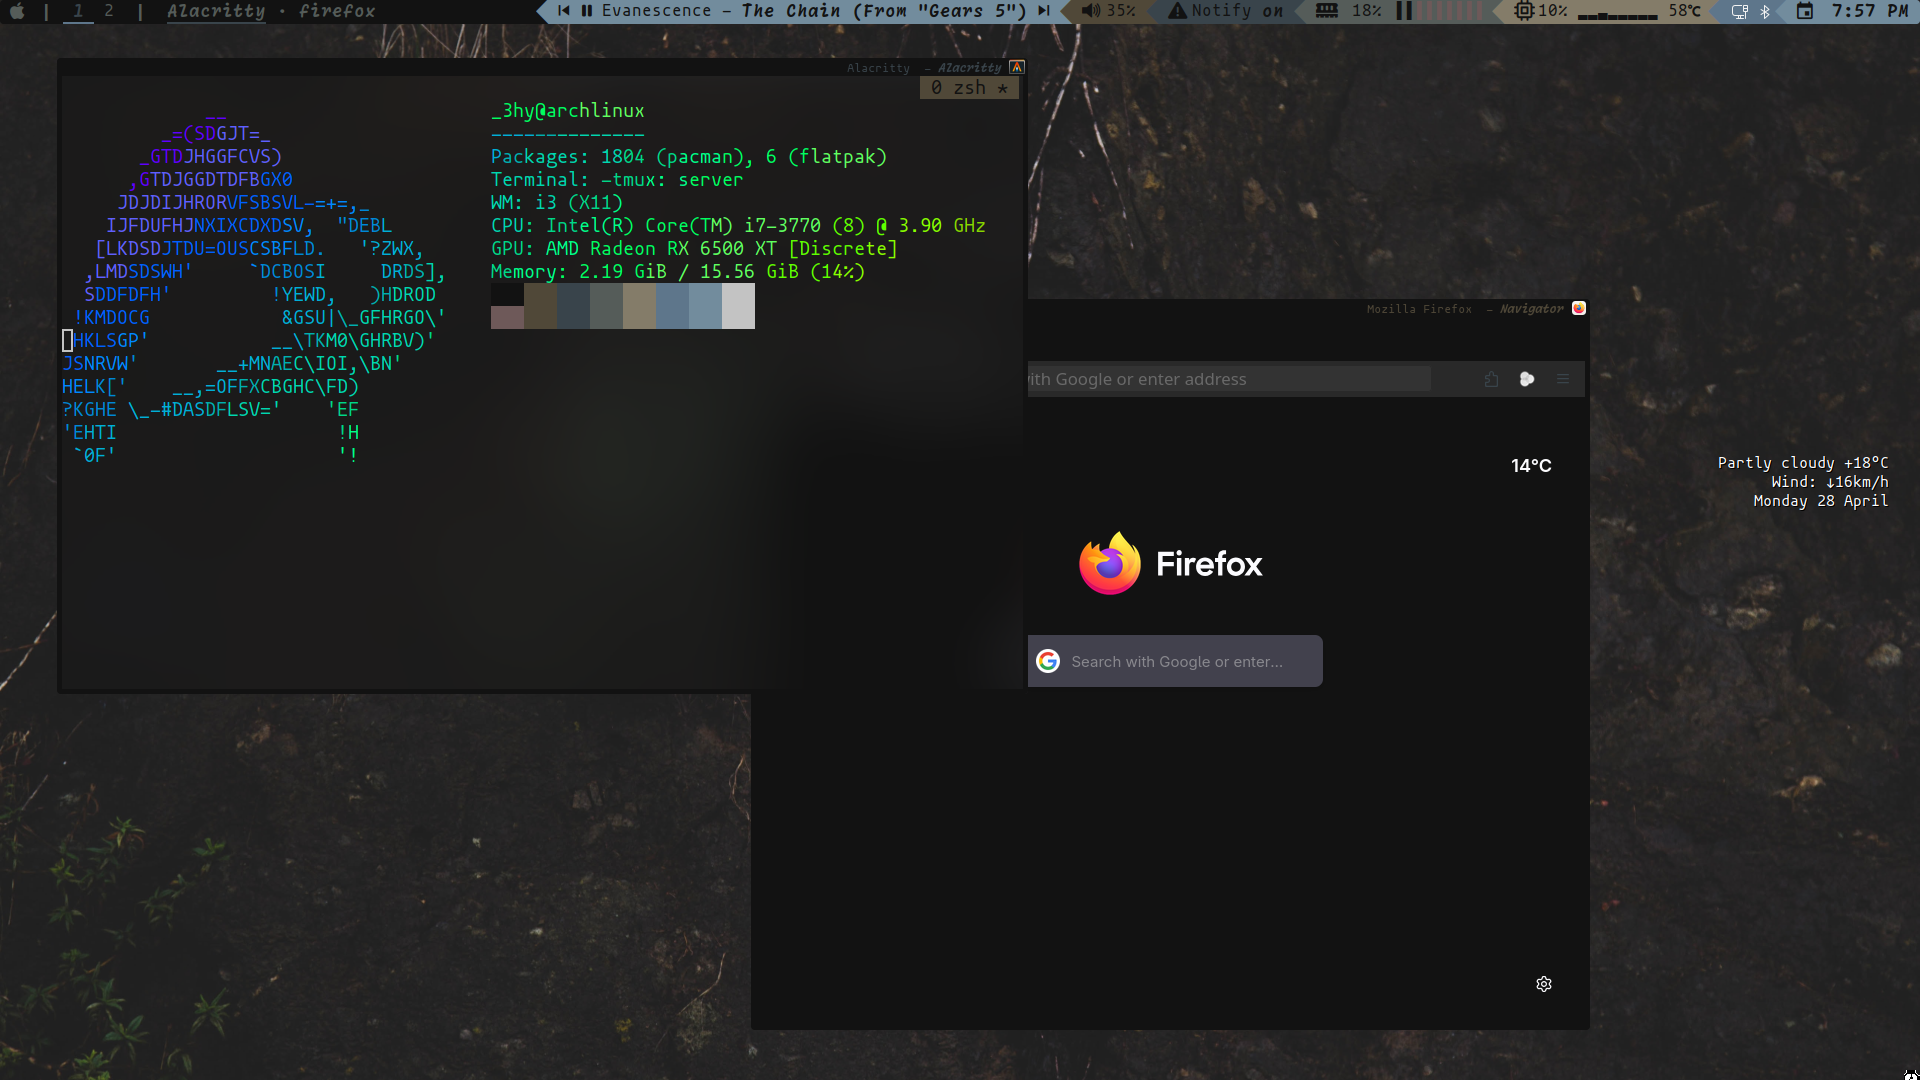 | 1 2 | Alacritty · firefox
Evanescence – The Chain (From "Gears 5")
35%
Notify on
18%
10%
58℃
7:57 PM
Alacritty – Alacritty
0 zsh *
__
_=(SDGJT=_
_GTDJHGGFCVS)
,GTDJGGDTDFBGX0
JDJDIJHRORVFSBSVL-=+=,_
IJFDUFHJNXIXCDXDSV, "DEBL
[LKDSDJTDU=OUSCSBFLD. '?ZWX,
,LMDSDSWH' `DCBOSI DRDS],
SDDFDFH' !YEWD, )HDROD
!KMDOCG &GSU|\_GFHRGO\'
HKLSGP' __\TKM0\GHRBV)'
JSNRVW' __+MNAEC\IOI,\BN'
HELK[' __,=OFFXCBGHC\FD)
?KGHE \_-#DASDFLSV=' 'EF
'EHTI !H
`0F' '!
_3hy@archlinux
--------------
Packages: 1804 (pacman), 6 (flatpak)
Terminal: -tmux: server
WM: i3 (X11)
CPU: Intel(R) Core(TM) i7-3770 (8) @ 3.90 GHz
GPU: AMD Radeon RX 6500 XT [Discrete]
Memory: 2.19 GiB / 15.56 GiB (14%)
Mozilla Firefox – Navigator
with Google or enter address
14°C
Firefox
Search with Google or enter...
Partly cloudy +18°C
Wind: ↓16km/h
Monday 28 April